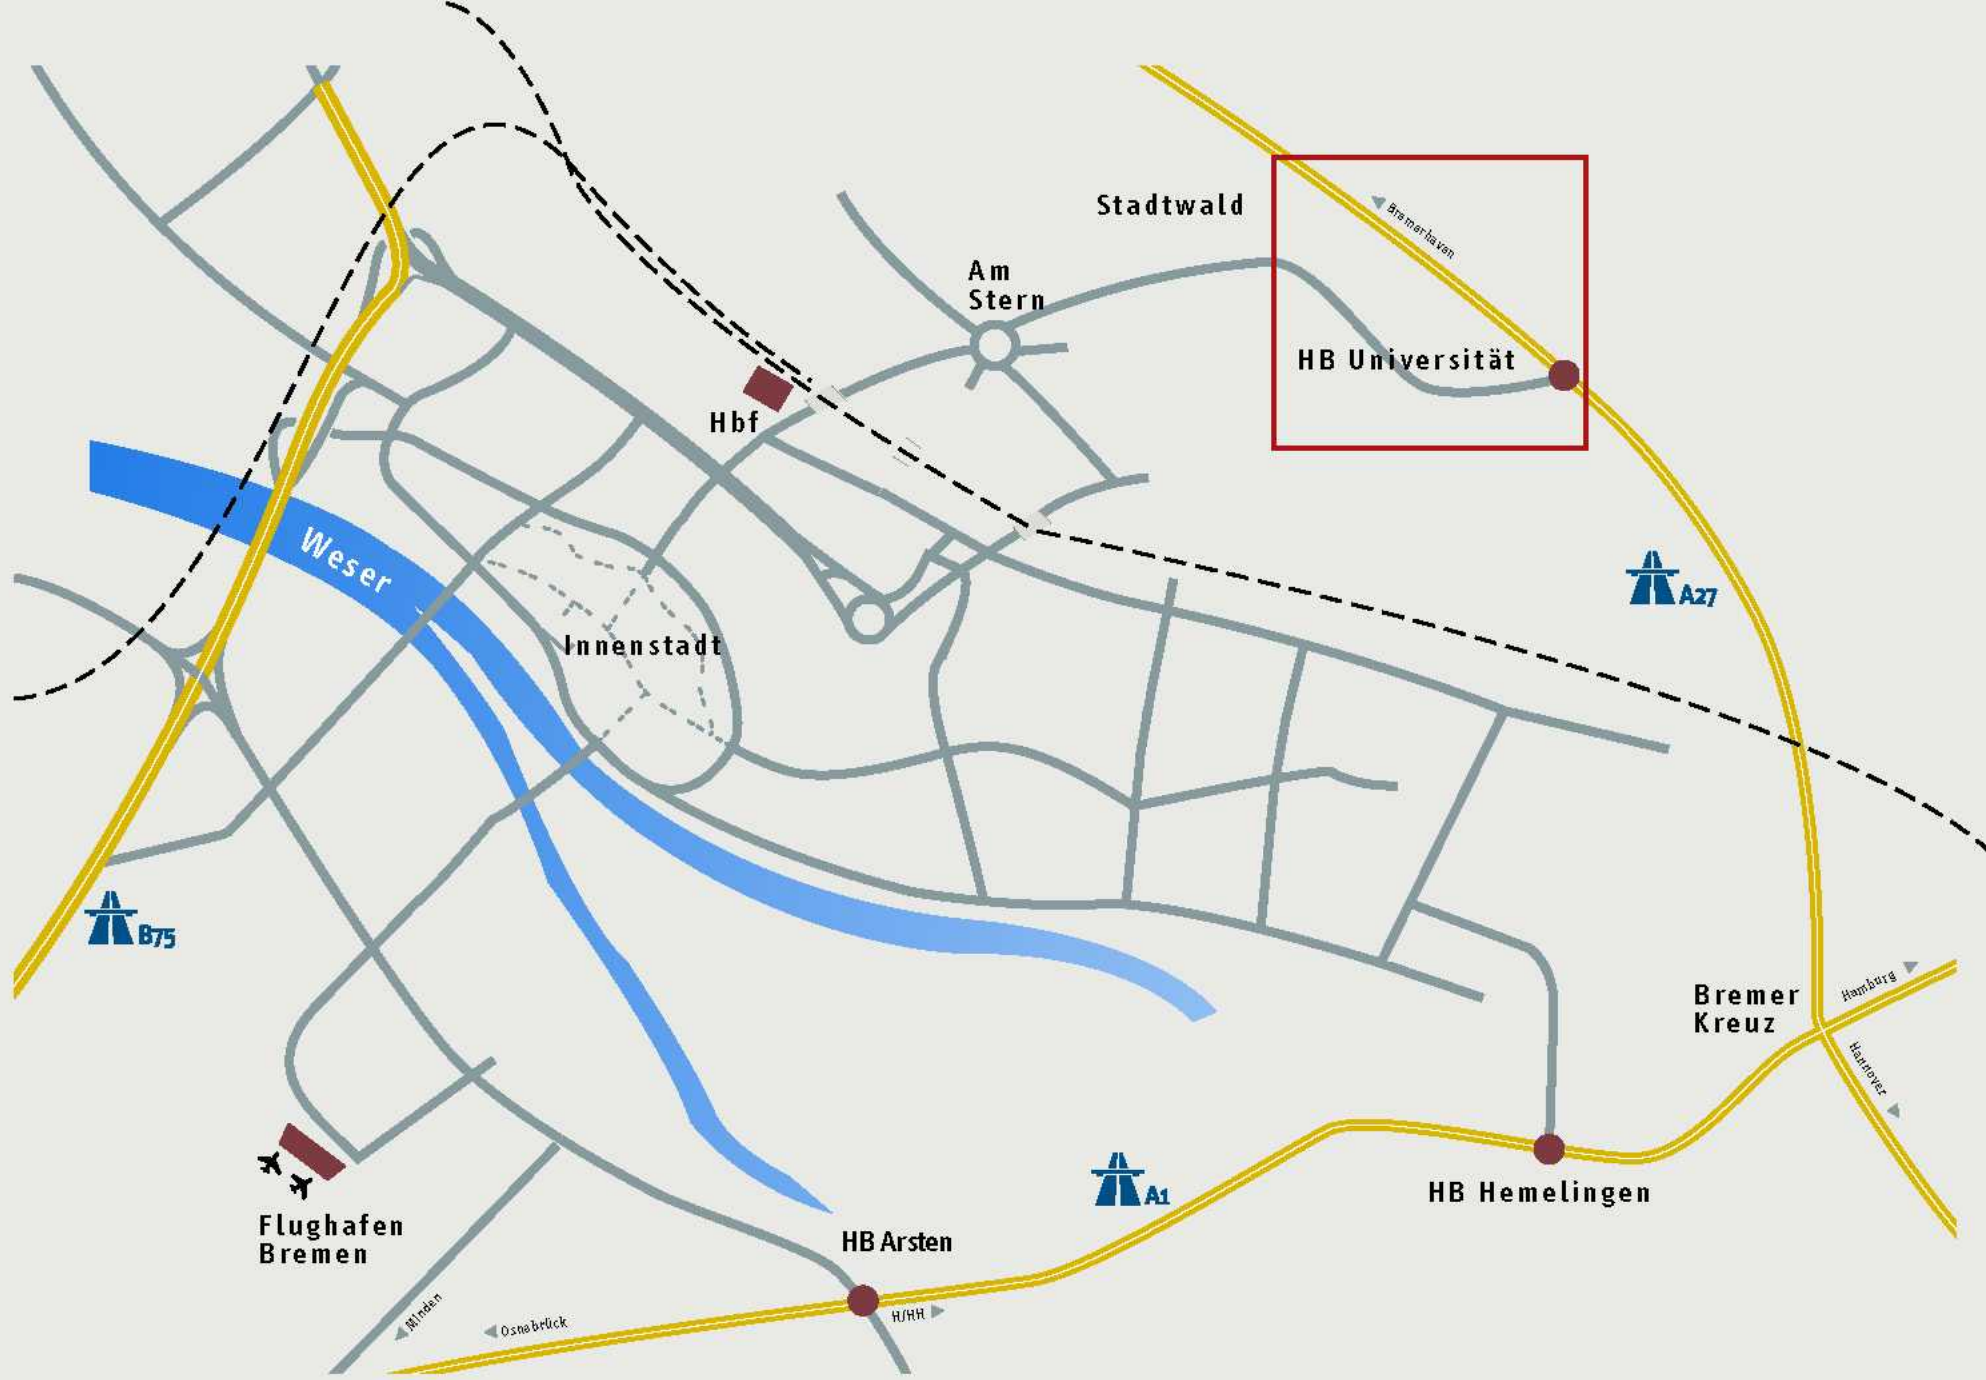 Stadtwald
Bremerhaven
Am
Stern
HB Universität
Hbf
Weser
A27
Innenstadt
B75
Bremer
Kreuz
Hamburg
Hannover
A1
HB Hemelingen
Flughafen
Bremen
HB Arsten
Minden
Osnabrück
H/HH